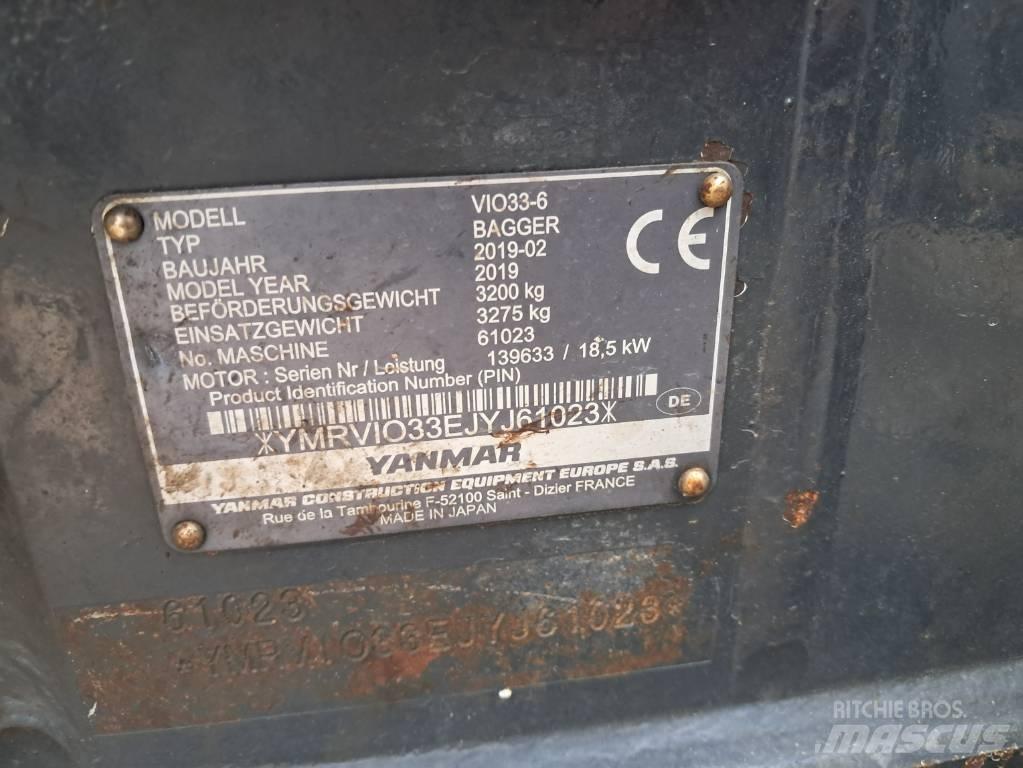 MODELL VIO33-6
TYP BAGGER
BAUJAHR 2019-02
MODEL YEAR 2019
BEFÖRDERUNGSGEWICHT 3200 kg
EINSATZGEWICHT 3275 kg
No. MASCHINE 61023
MOTOR : Serien Nr / Leistung 139633 / 18,5 kW
Product Identification Number (PIN)
CE
DE
*YMRVIO33EJYJ61023*
YANMAR
YANMAR CONSTRUCTION EQUIPMENT EUROPE S.A.S.
Rue de la Tambourine F-52100 Saint - Dizier FRANCE
MADE IN JAPAN
61023
RITCHIE BROS.
MASCUS